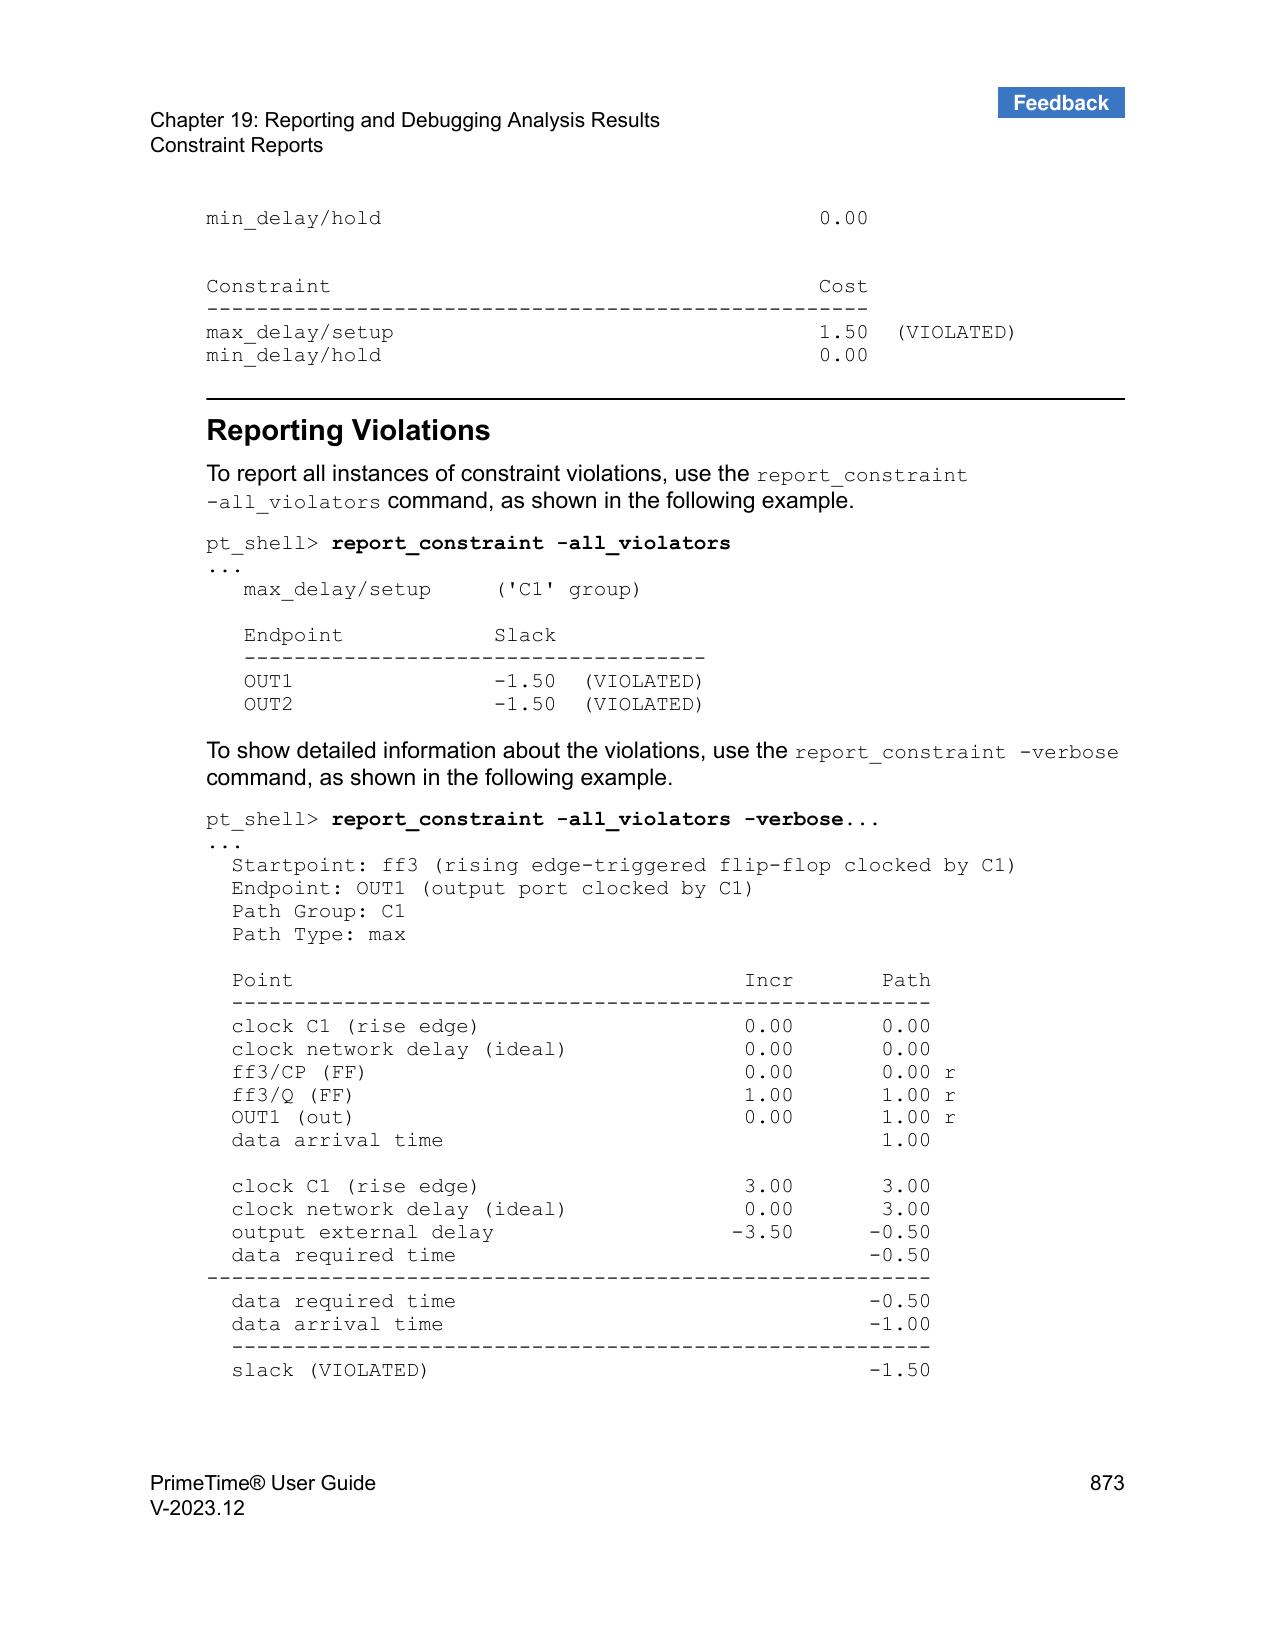 Feedback
Chapter 19: Reporting and Debugging Analysis Results
Constraint Reports
min_delay/hold                                   0.00
Constraint                                       Cost
-----------------------------------------------------
max_delay/setup                                  1.50  (VIOLATED)
min_delay/hold                                   0.00
Reporting Violations
To report all instances of constraint violations, use the report_constraint
-all_violators command, as shown in the following example.
pt_shell> report_constraint -all_violators
...
   max_delay/setup     ('C1' group)
   Endpoint            Slack
   -------------------------------------
   OUT1                -1.50  (VIOLATED)
   OUT2                -1.50  (VIOLATED)
To show detailed information about the violations, use the report_constraint -verbose
command, as shown in the following example.
pt_shell> report_constraint -all_violators -verbose...
...
  Startpoint: ff3 (rising edge-triggered flip-flop clocked by C1)
  Endpoint: OUT1 (output port clocked by C1)
  Path Group: C1
  Path Type: max
  Point                                    Incr       Path
  --------------------------------------------------------
  clock C1 (rise edge)                     0.00       0.00
  clock network delay (ideal)              0.00       0.00
  ff3/CP (FF)                              0.00       0.00 r
  ff3/Q (FF)                               1.00       1.00 r
  OUT1 (out)                               0.00       1.00 r
  data arrival time                                   1.00
  clock C1 (rise edge)                     3.00       3.00
  clock network delay (ideal)              0.00       3.00
  output external delay                   -3.50      -0.50
  data required time                                 -0.50
----------------------------------------------------------
  data required time                                 -0.50
  data arrival time                                  -1.00
  --------------------------------------------------------
  slack (VIOLATED)                                   -1.50
PrimeTime® User Guide                                  873
V-2023.12